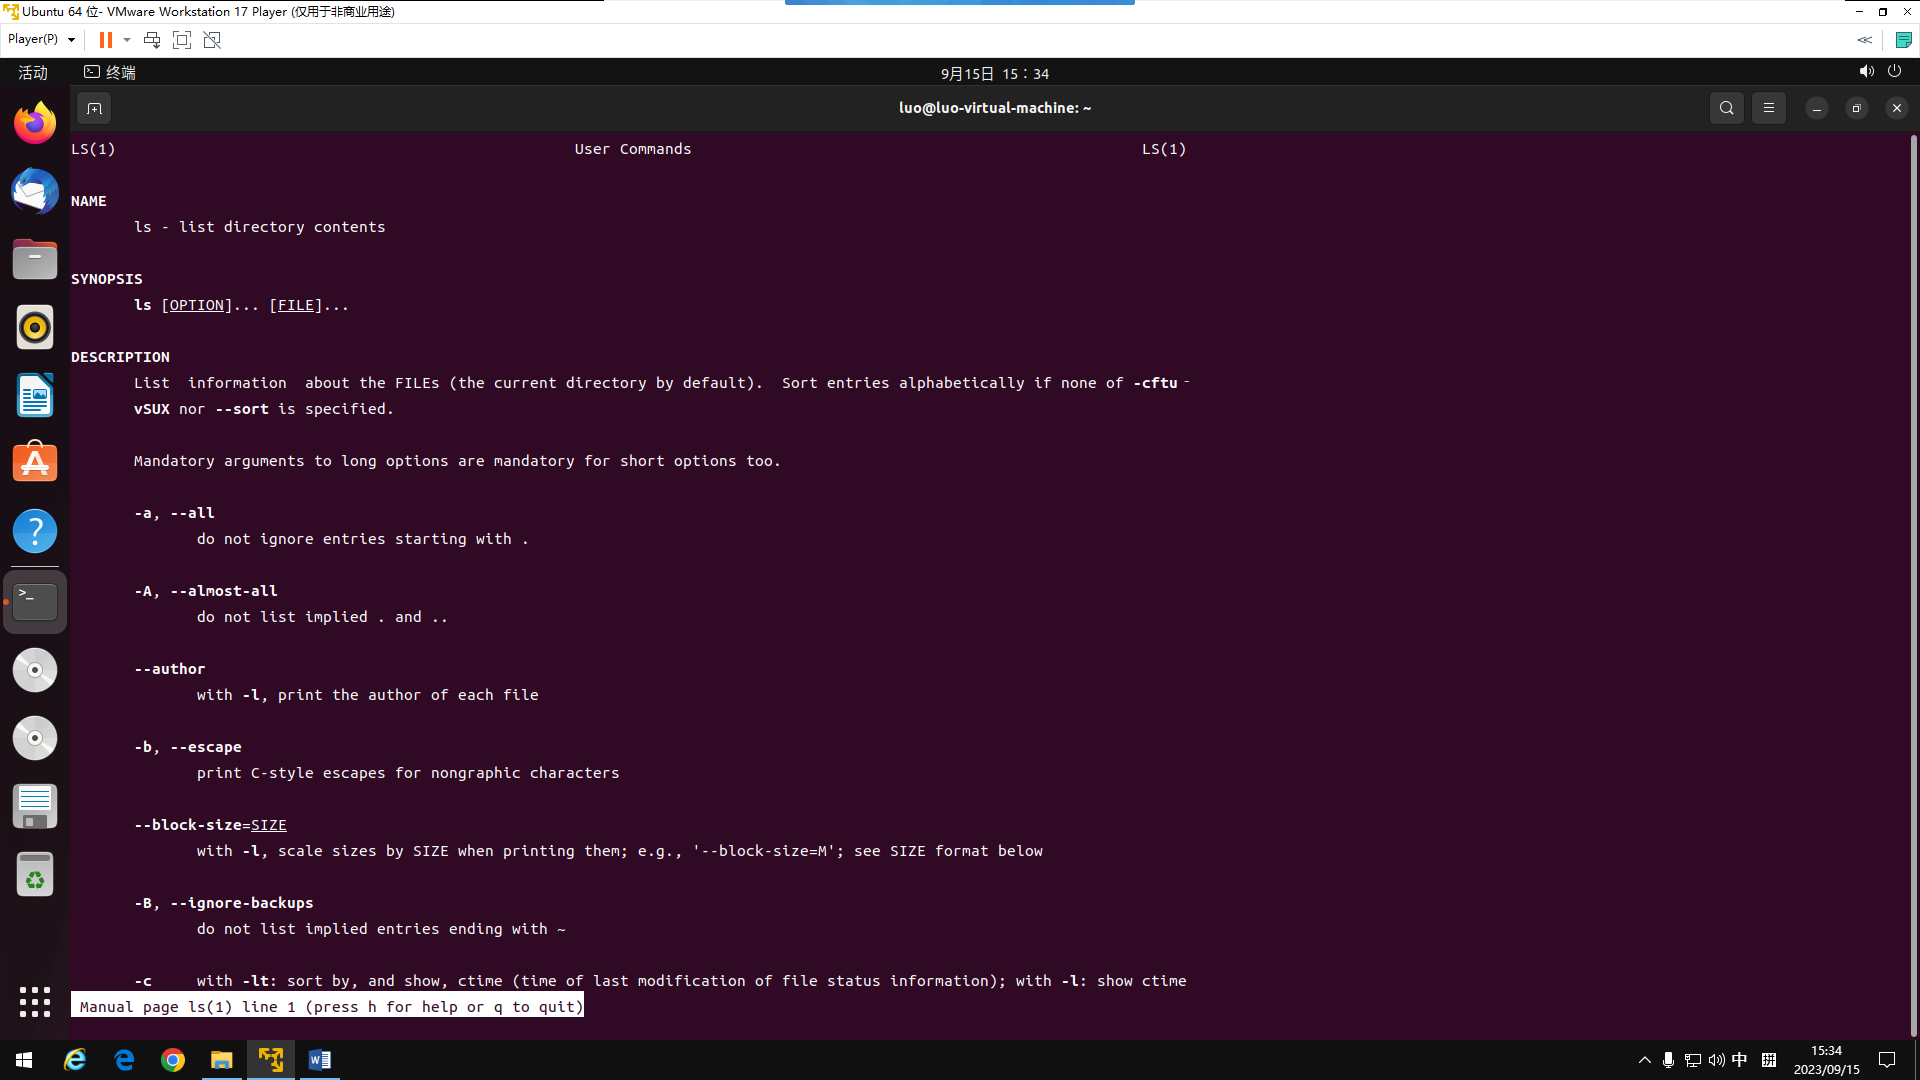 Ubuntu 64 位- VMware Workstation 17 Player (仅用于非商业用途)
Player(P)
活动 终端 9月15日 15：34
luo@luo-virtual-machine: ~
LS(1) User Commands LS(1)
NAME
ls - list directory contents
SYNOPSIS
ls [OPTION]... [FILE]...
DESCRIPTION
List information about the FILEs (the current directory by default). Sort entries alphabetically if none of -cftu‐
vSUX nor --sort is specified.
Mandatory arguments to long options are mandatory for short options too.
-a, --all
do not ignore entries starting with .
-A, --almost-all
do not list implied . and ..
--author
with -l, print the author of each file
-b, --escape
print C-style escapes for nongraphic characters
--block-size=SIZE
with -l, scale sizes by SIZE when printing them; e.g., '--block-size=M'; see SIZE format below
-B, --ignore-backups
do not list implied entries ending with ~
-c with -lt: sort by, and show, ctime (time of last modification of file status information); with -l: show ctime
Manual page ls(1) line 1 (press h for help or q to quit)
中 15:34
2023/09/15